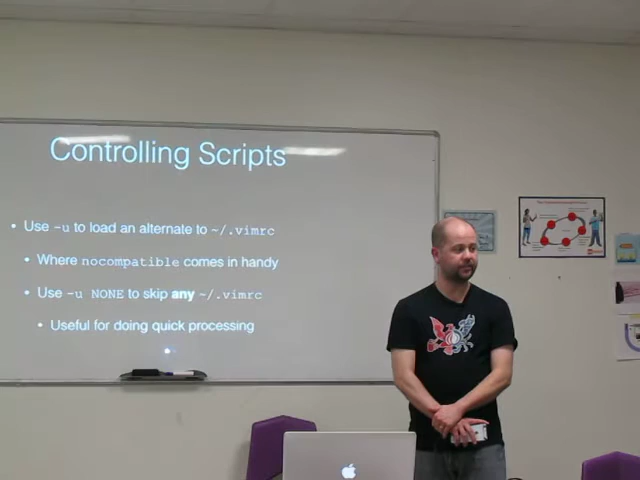 Controlling Scripts
• Use -u to load an alternate to ~/.vimrc
• Where nocompatible comes in handy
• Use -u NONE to skip any ~/.vimrc
• Useful for doing quick processing